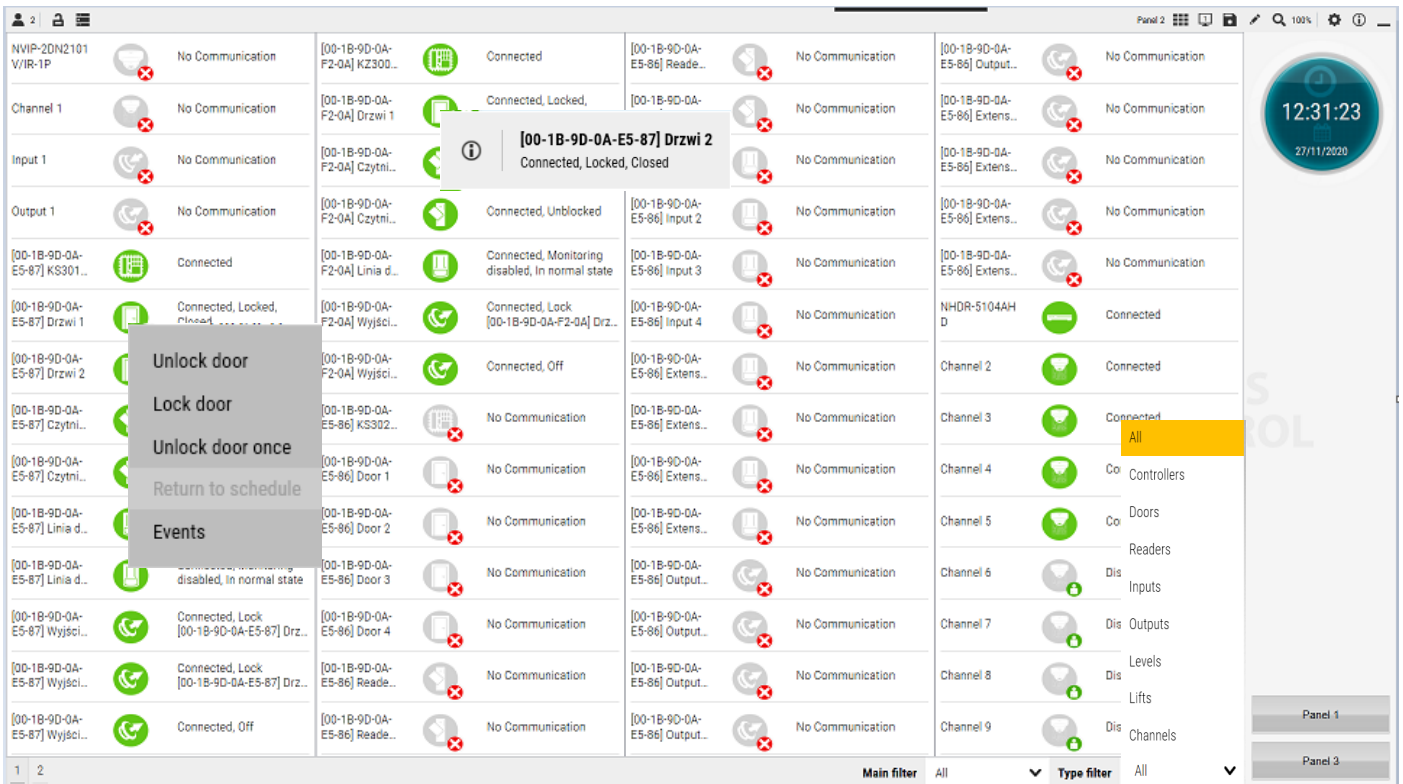 2
Panel 2
1
100%
NVIP-2DN2101
V/IR-1P
No Communication
Channel 1
No Communication
Input 1
No Communication
Output 1
No Communication
[00-1B-9D-0A-
E5-87] KS301...
Connected
[00-1B-9D-0A-
E5-87] Drzwi 1
Connected, Locked,
Closed
[00-1B-9D-0A-
E5-87] Drzwi 2
[00-1B-9D-0A-
E5-87] Czytni...
[00-1B-9D-0A-
E5-87] Czytni...
[00-1B-9D-0A-
E5-87] Linia d...
[00-1B-9D-0A-
E5-87] Linia d...
disabled, In normal state
[00-1B-9D-0A-
E5-87] Wyjści...
Connected, Lock
[00-1B-9D-0A-E5-87] Drz...
[00-1B-9D-0A-
E5-87] Wyjści...
Connected, Lock
[00-1B-9D-0A-E5-87] Drz...
[00-1B-9D-0A-
E5-87] Wyjści...
Connected, Off
Unlock door
Lock door
Unlock door once
Return to schedule
Events
[00-1B-9D-0A-
F2-0A] KZ300...
Connected
[00-1B-9D-0A-
F2-0A] Drzwi 1
Connected, Locked,
[00-1B-9D-0A-
F2-0A] Czytni...
[00-1B-9D-0A-
F2-0A] Czytni...
Connected, Unblocked
[00-1B-9D-0A-
F2-0A] Linia d...
Connected, Monitoring
disabled, In normal state
[00-1B-9D-0A-
F2-0A] Wyjści...
Connected, Lock
[00-1B-9D-0A-F2-0A] Drz...
[00-1B-9D-0A-
F2-0A] Wyjści...
Connected, Off
[00-1B-9D-0A-
E5-86] KS302...
No Communication
[00-1B-9D-0A-
E5-86] Door 1
No Communication
[00-1B-9D-0A-
E5-86] Door 2
No Communication
[00-1B-9D-0A-
E5-86] Door 3
No Communication
[00-1B-9D-0A-
E5-86] Door 4
No Communication
[00-1B-9D-0A-
E5-86] Reade...
No Communication
[00-1B-9D-0A-
E5-86] Reade...
No Communication
[00-1B-9D-0A-E5-87] Drzwi 2
Connected, Locked, Closed
[00-1B-9D-0A-
E5-86] Reade...
No Communication
[00-1B-9D-0A-
No Communication
No Communication
[00-1B-9D-0A-
E5-86] Input 2
No Communication
[00-1B-9D-0A-
E5-86] Input 3
No Communication
[00-1B-9D-0A-
E5-86] Input 4
No Communication
[00-1B-9D-0A-
E5-86] Extens...
No Communication
[00-1B-9D-0A-
E5-86] Extens...
No Communication
[00-1B-9D-0A-
E5-86] Extens...
No Communication
[00-1B-9D-0A-
E5-86] Extens...
No Communication
[00-1B-9D-0A-
E5-86] Output...
No Communication
[00-1B-9D-0A-
E5-86] Output...
No Communication
[00-1B-9D-0A-
E5-86] Output...
No Communication
[00-1B-9D-0A-
E5-86] Output...
No Communication
[00-1B-9D-0A-
E5-86] Output...
No Communication
[00-1B-9D-0A-
E5-86] Extens...
No Communication
[00-1B-9D-0A-
E5-86] Extens...
No Communication
[00-1B-9D-0A-
E5-86] Extens...
No Communication
[00-1B-9D-0A-
E5-86] Extens...
No Communication
NHDR-5104AH
D
Connected
Channel 2
Connected
Channel 3
Connected
Channel 4
Co
Channel 5
Co
Channel 6
Dis
Channel 7
Dis
Channel 8
Dis
Channel 9
Dis
All
Controllers
Doors
Readers
Inputs
Outputs
Levels
Lifts
Channels
12:31:23
27/11/2020
S
ROL
Panel 1
Panel 3
1 2
Main filter All
Type filter All